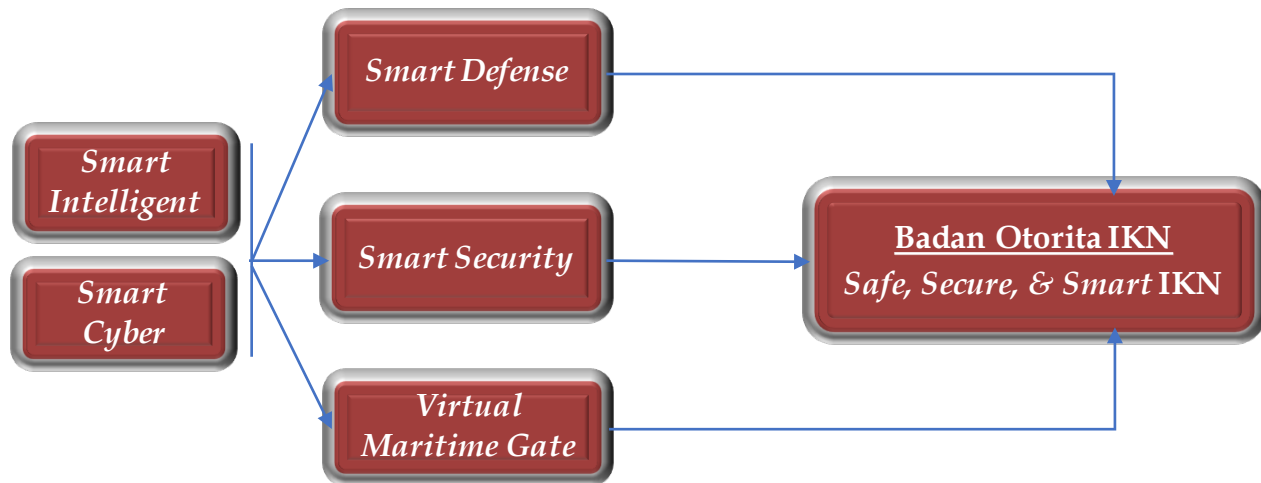 Smart
Intelligent
Smart
Cyber
Smart Defense
Smart Security
Virtual
Maritime Gate
Badan Otorita IKN
Safe, Secure, & Smart IKN